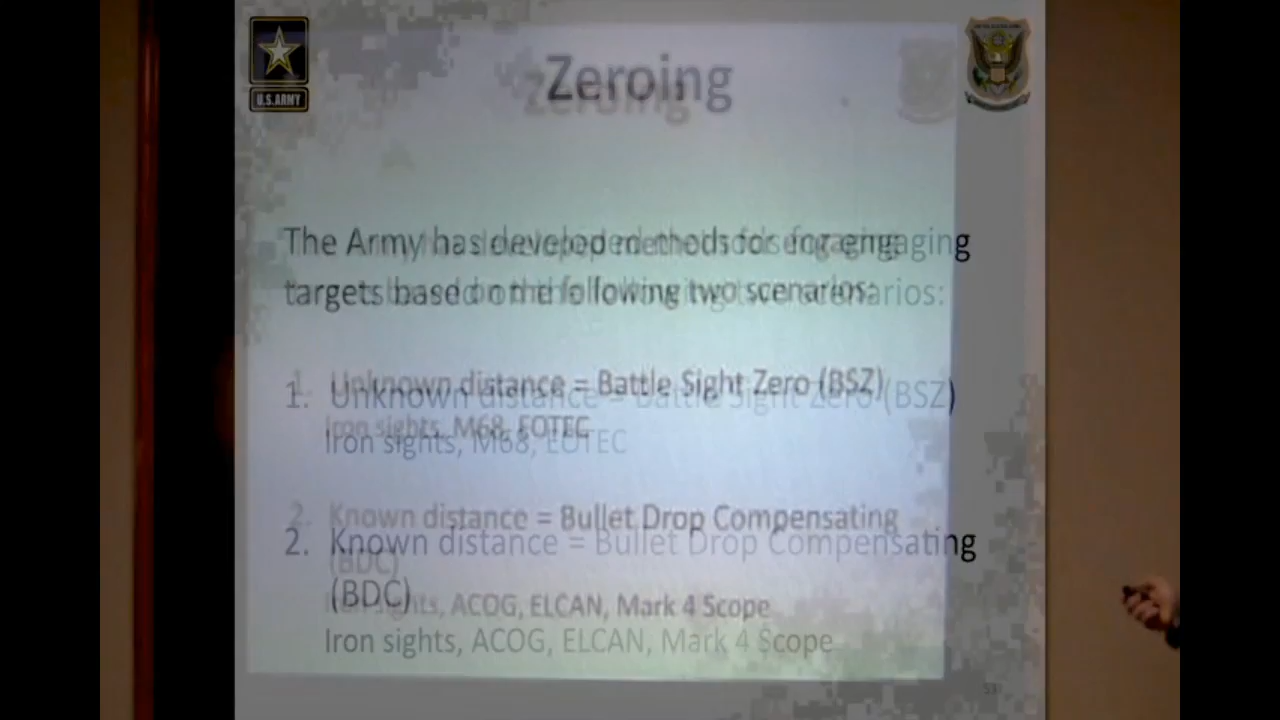 U.S.ARMY
Zeroing
The Army has developed methods for engaging
targets based on the following two scenarios:
1. Unknown distance = Battle Sight Zero (BSZ)
Iron sights, M68, EOTEC
2. Known distance = Bullet Drop Compensating
(BDC)
Iron sights, ACOG, ELCAN, Mark 4 Scope